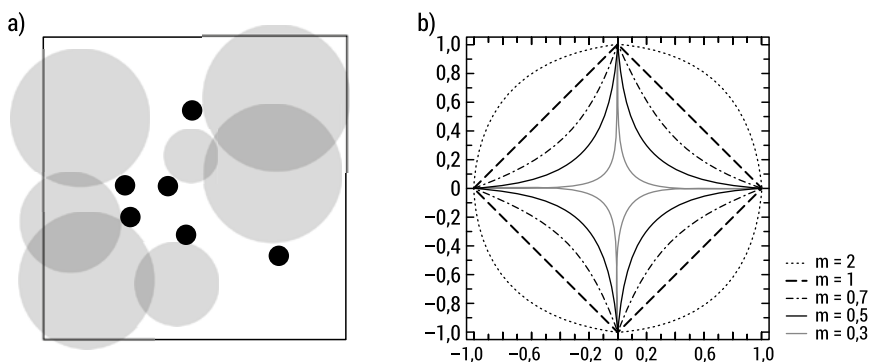 a)
b)
1,0
0,8
0,6
0,4
0,2
0
−0,2
−0,4
−0,6
−0,8
−1,0
−1,0 −0,6 −0,2 0 0,2 0,6 1,0
m = 2
m = 1
m = 0,7
m = 0,5
m = 0,3